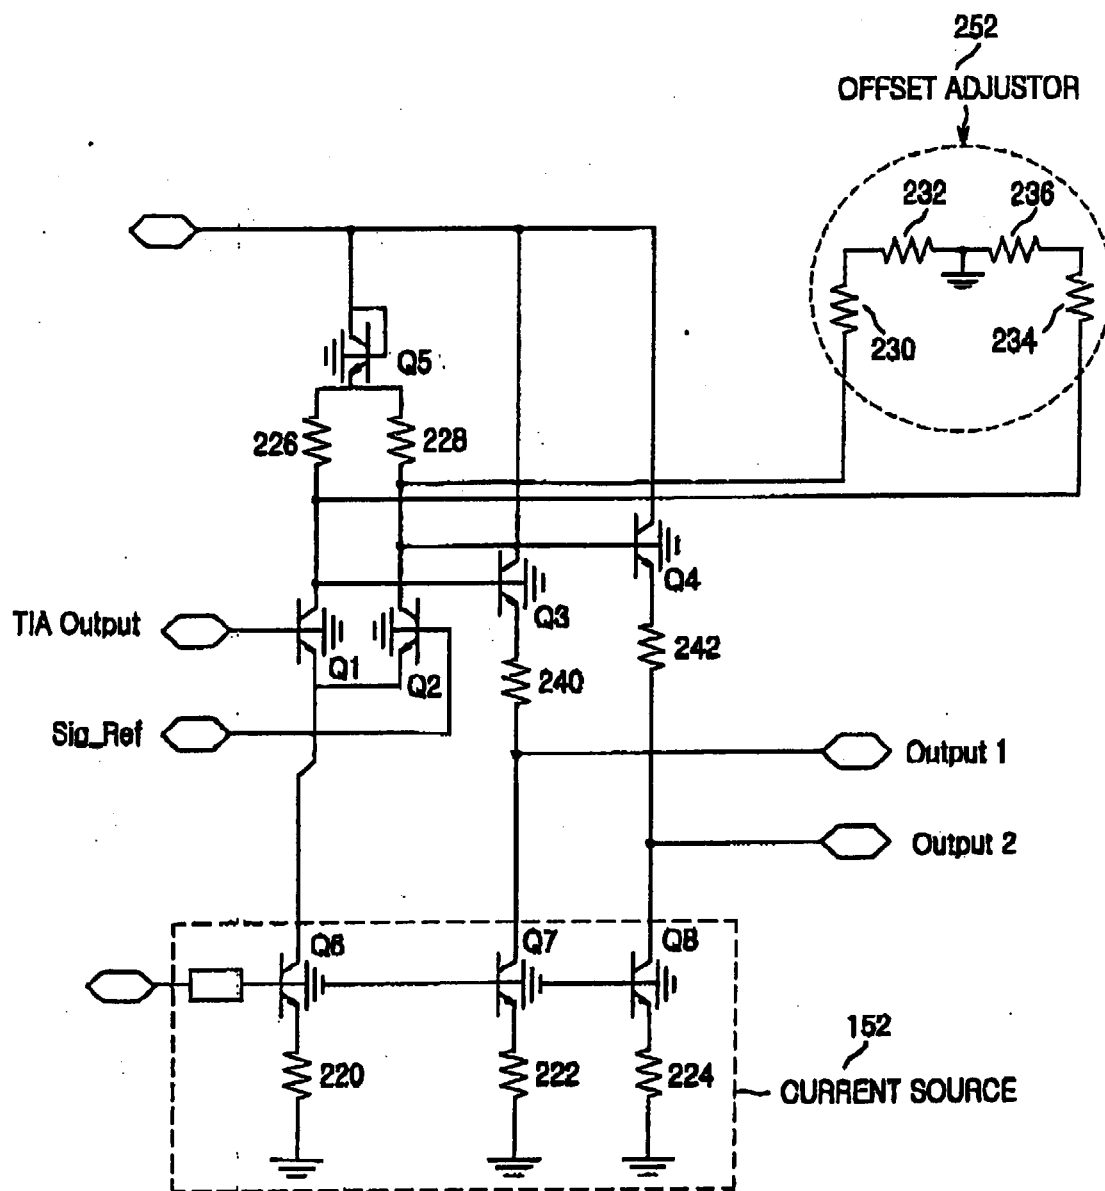 252
OFFSET ADJUSTOR
232
236
230
234
Q5
226
228
Q4
Q3
TIA Output
Q1
Q2
242
240
Sig_Ref
Output 1
Output 2
Q6
Q7
Q8
152
220
222
224
CURRENT SOURCE